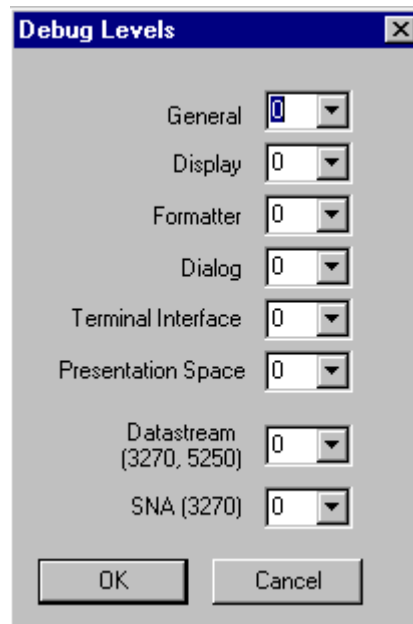 Debug Levels
General 0
Display 0
Formatter 0
Dialog 0
Terminal Interface 0
Presentation Space 0
Datastream
(3270, 5250) 0
SNA (3270) 0
OK Cancel